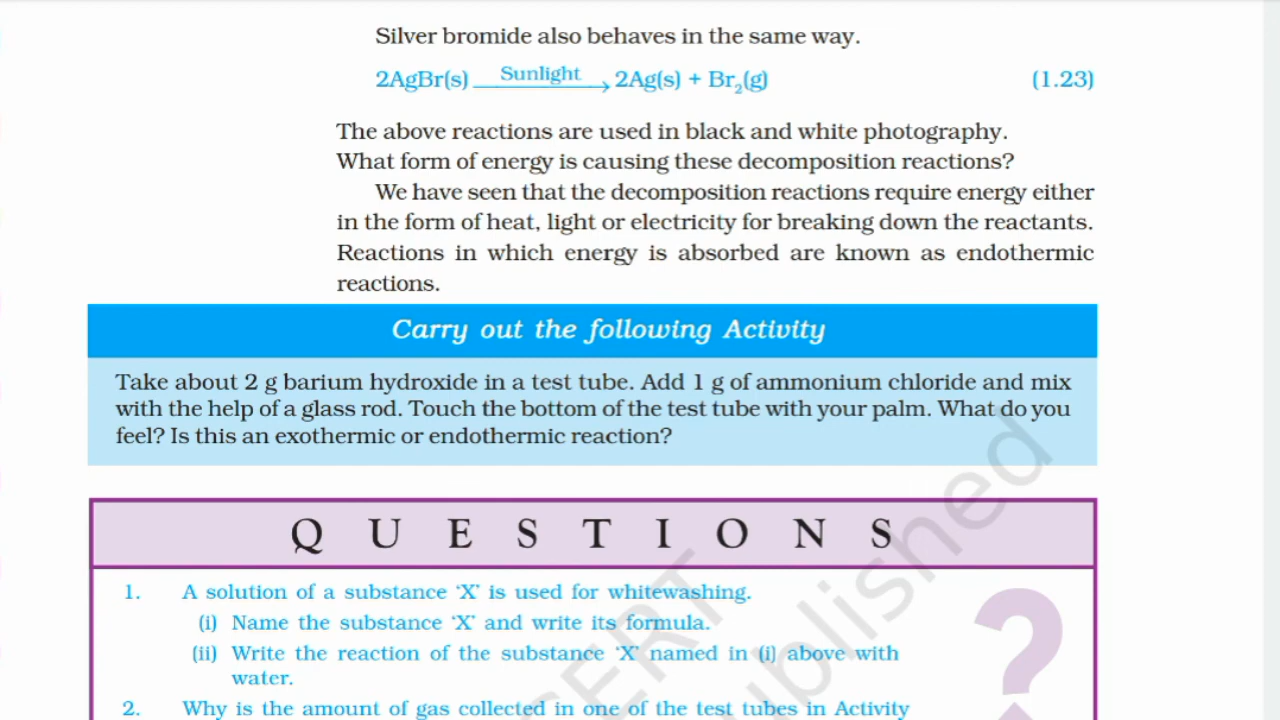 Silver bromide also behaves in the same way.
2AgBr(s) Sunlight → 2Ag(s) + Br₂(g) (1.23)
The above reactions are used in black and white photography.
What form of energy is causing these decomposition reactions?
We have seen that the decomposition reactions require energy either
in the form of heat, light or electricity for breaking down the reactants.
Reactions in which energy is absorbed are known as endothermic
reactions.
Carry out the following Activity
Take about 2 g barium hydroxide in a test tube. Add 1 g of ammonium chloride and mix
with the help of a glass rod. Touch the bottom of the test tube with your palm. What do you
feel? Is this an exothermic or endothermic reaction?
Q U E S T I O N S
1. A solution of a substance ‘X’ is used for whitewashing.
(i) Name the substance ‘X’ and write its formula.
(ii) Write the reaction of the substance ‘X’ named in (i) above with
water.
2. Why is the amount of gas collected in one of the test tubes in Activity
?